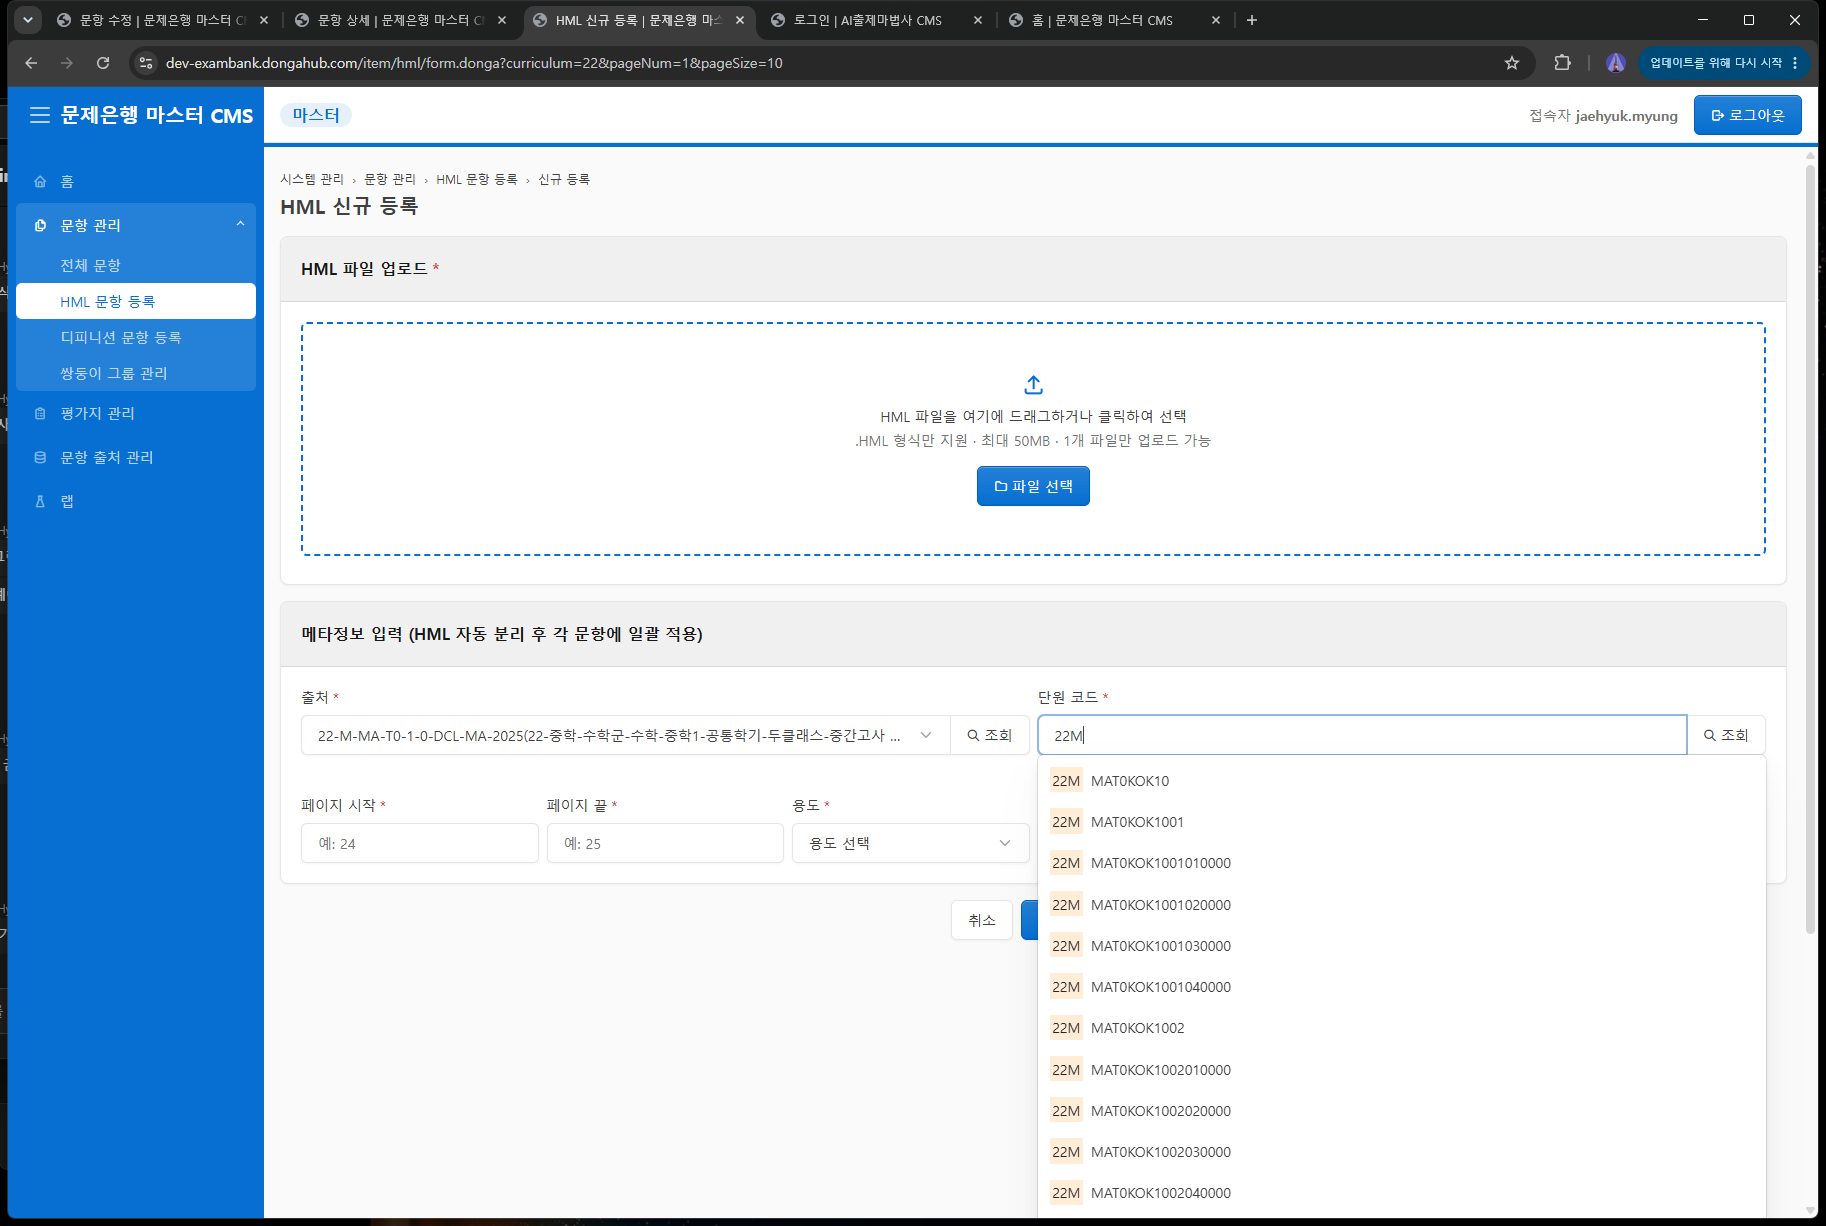 문항 수정 | 문제은행 마스터 C
문항 상세 | 문제은행 마스터 C
HML 신규 등록 | 문제은행 마
로그인 | AI출제마법사 CMS
홈 | 문제은행 마스터 CMS
dev-exambank.dongahub.com/item/hml/form.donga?curriculum=22&pageNum=1&pageSize=10
업데이트를 위해 다시 시작
문제은행 마스터 CMS
마스터
접속자 jaehyuk.myung
로그아웃
홈
문항 관리
전체 문항
HML 문항 등록
디피니션 문항 등록
쌍둥이 그룹 관리
평가지 관리
문항 출처 관리
랩
시스템 관리 › 문항 관리 › HML 문항 등록 › 신규 등록
HML 신규 등록
HML 파일 업로드 *
HML 파일을 여기에 드래그하거나 클릭하여 선택
.HML 형식만 지원 · 최대 50MB · 1개 파일만 업로드 가능
파일 선택
메타정보 입력 (HML 자동 분리 후 각 문항에 일괄 적용)
출처 *
단원 코드 *
22-M-MA-T0-1-0-DCL-MA-2025(22-중학-수학군-수학-중학1-공통학기-두클래스-중간고사 ...
조회
22M
조회
페이지 시작 *
페이지 끝 *
용도 *
예: 24
예: 25
용도 선택
취소
22M MAT0KOK10
22M MAT0KOK1001
22M MAT0KOK1001010000
22M MAT0KOK1001020000
22M MAT0KOK1001030000
22M MAT0KOK1001040000
22M MAT0KOK1002
22M MAT0KOK1002010000
22M MAT0KOK1002020000
22M MAT0KOK1002030000
22M MAT0KOK1002040000